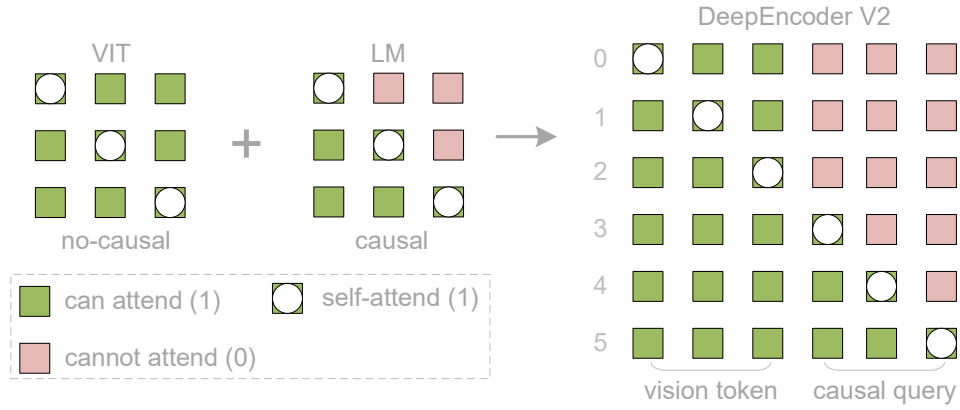 VIT
no-causal
+
LM
causal
can attend (1)
self-attend (1)
cannot attend (0)
DeepEncoder V2
0
1
2
3
4
5
vision token
causal query